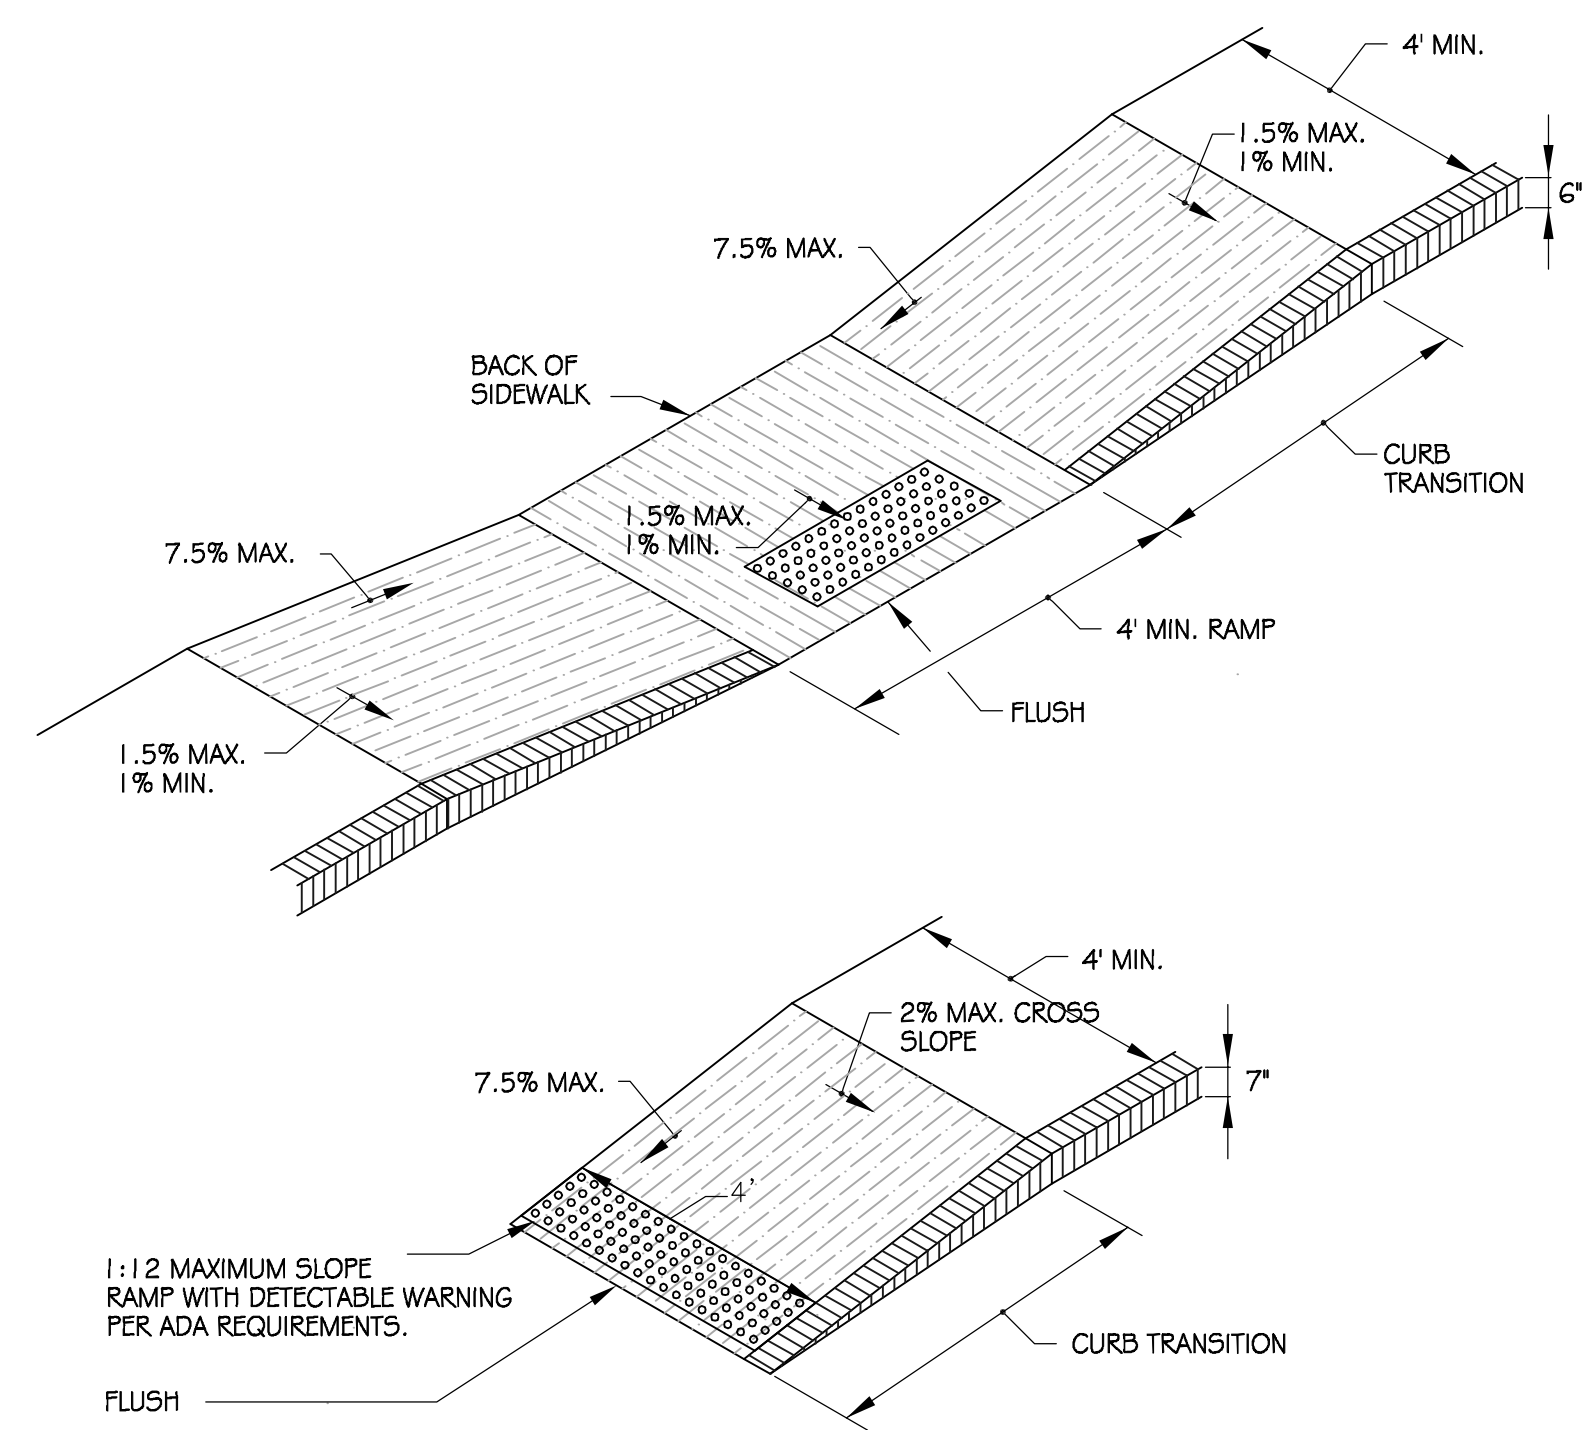 4' MIN.
1.5% MAX.
1% MIN.
6"
7.5% MAX.
BACK OF
SIDEWALK
CURB
TRANSITION
1.5% MAX.
1% MIN.
7.5% MAX.
4' MIN. RAMP
FLUSH
1.5% MAX.
1% MIN.
4' MIN.
2% MAX. CROSS
SLOPE
7.5% MAX.
7"
4'
1:12 MAXIMUM SLOPE
RAMP WITH DETECTABLE WARNING
PER ADA REQUIREMENTS.
CURB TRANSITION
FLUSH